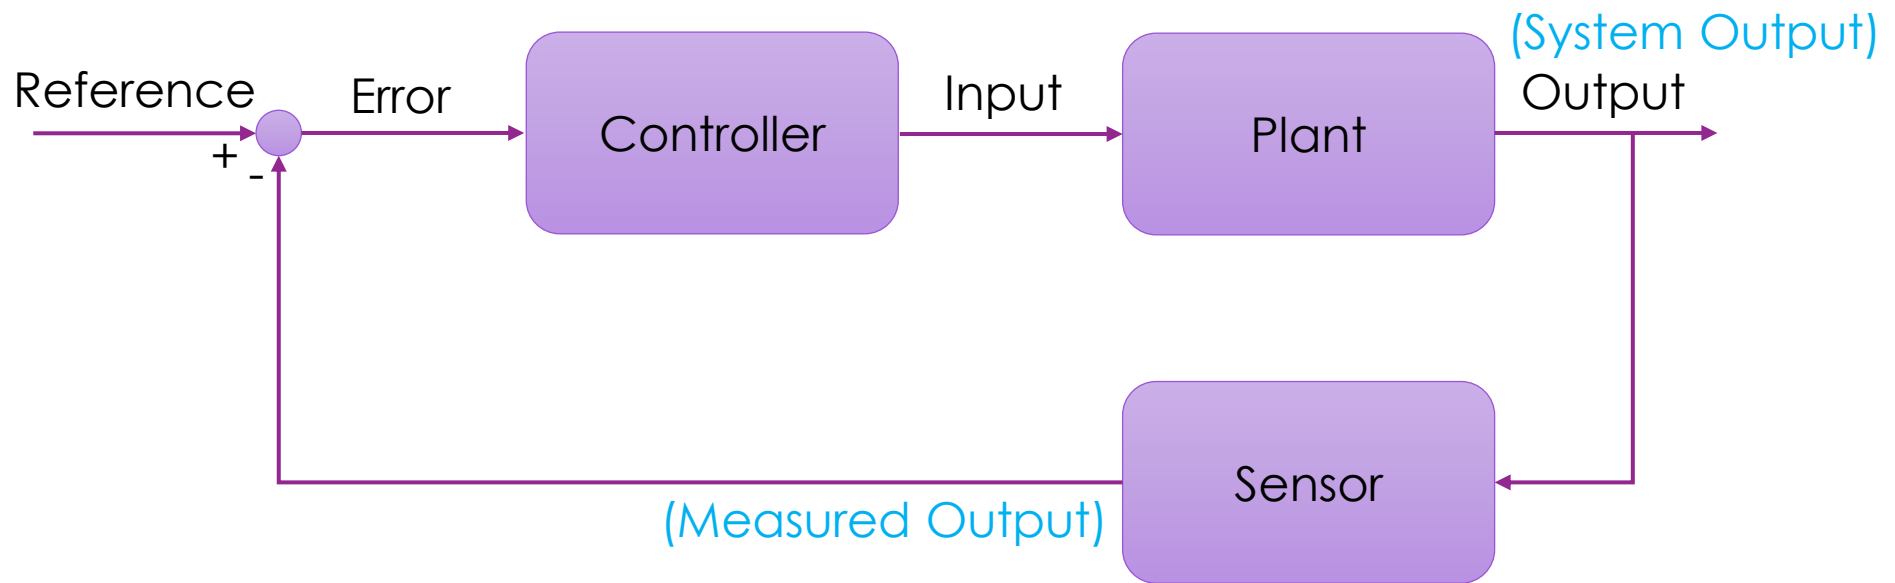 (System Output)
Reference
Error
Controller
Input
Plant
Output
+
-
Sensor
(Measured Output)